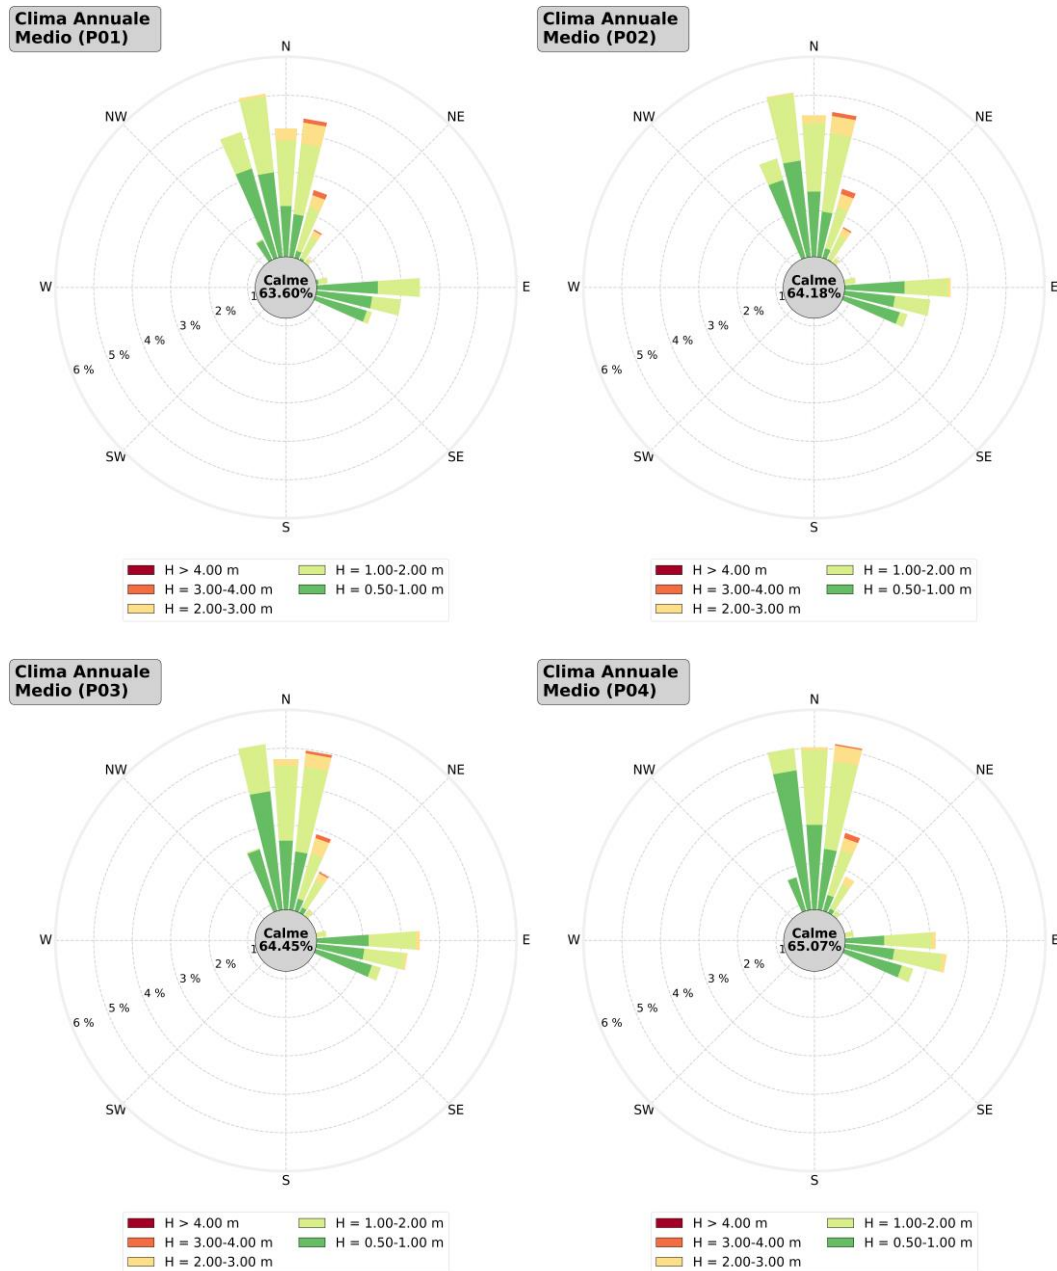 Clima Annuale
Medio (P01)
N
NW
NE
W
E
Calme
63.60%
1
2 %
3 %
4 %
5 %
6 %
SW
SE
S
H > 4.00 m
H = 3.00-4.00 m
H = 2.00-3.00 m
H = 1.00-2.00 m
H = 0.50-1.00 m
Clima Annuale
Medio (P02)
N
NW
NE
W
E
Calme
64.18%
1
2 %
3 %
4 %
5 %
6 %
SW
SE
S
H > 4.00 m
H = 3.00-4.00 m
H = 2.00-3.00 m
H = 1.00-2.00 m
H = 0.50-1.00 m
Clima Annuale
Medio (P03)
N
NW
NE
W
E
Calme
64.45%
1
2 %
3 %
4 %
5 %
6 %
SW
SE
S
H > 4.00 m
H = 3.00-4.00 m
H = 2.00-3.00 m
H = 1.00-2.00 m
H = 0.50-1.00 m
Clima Annuale
Medio (P04)
N
NW
NE
W
E
Calme
65.07%
1
2 %
3 %
4 %
5 %
6 %
SW
SE
S
H > 4.00 m
H = 3.00-4.00 m
H = 2.00-3.00 m
H = 1.00-2.00 m
H = 0.50-1.00 m